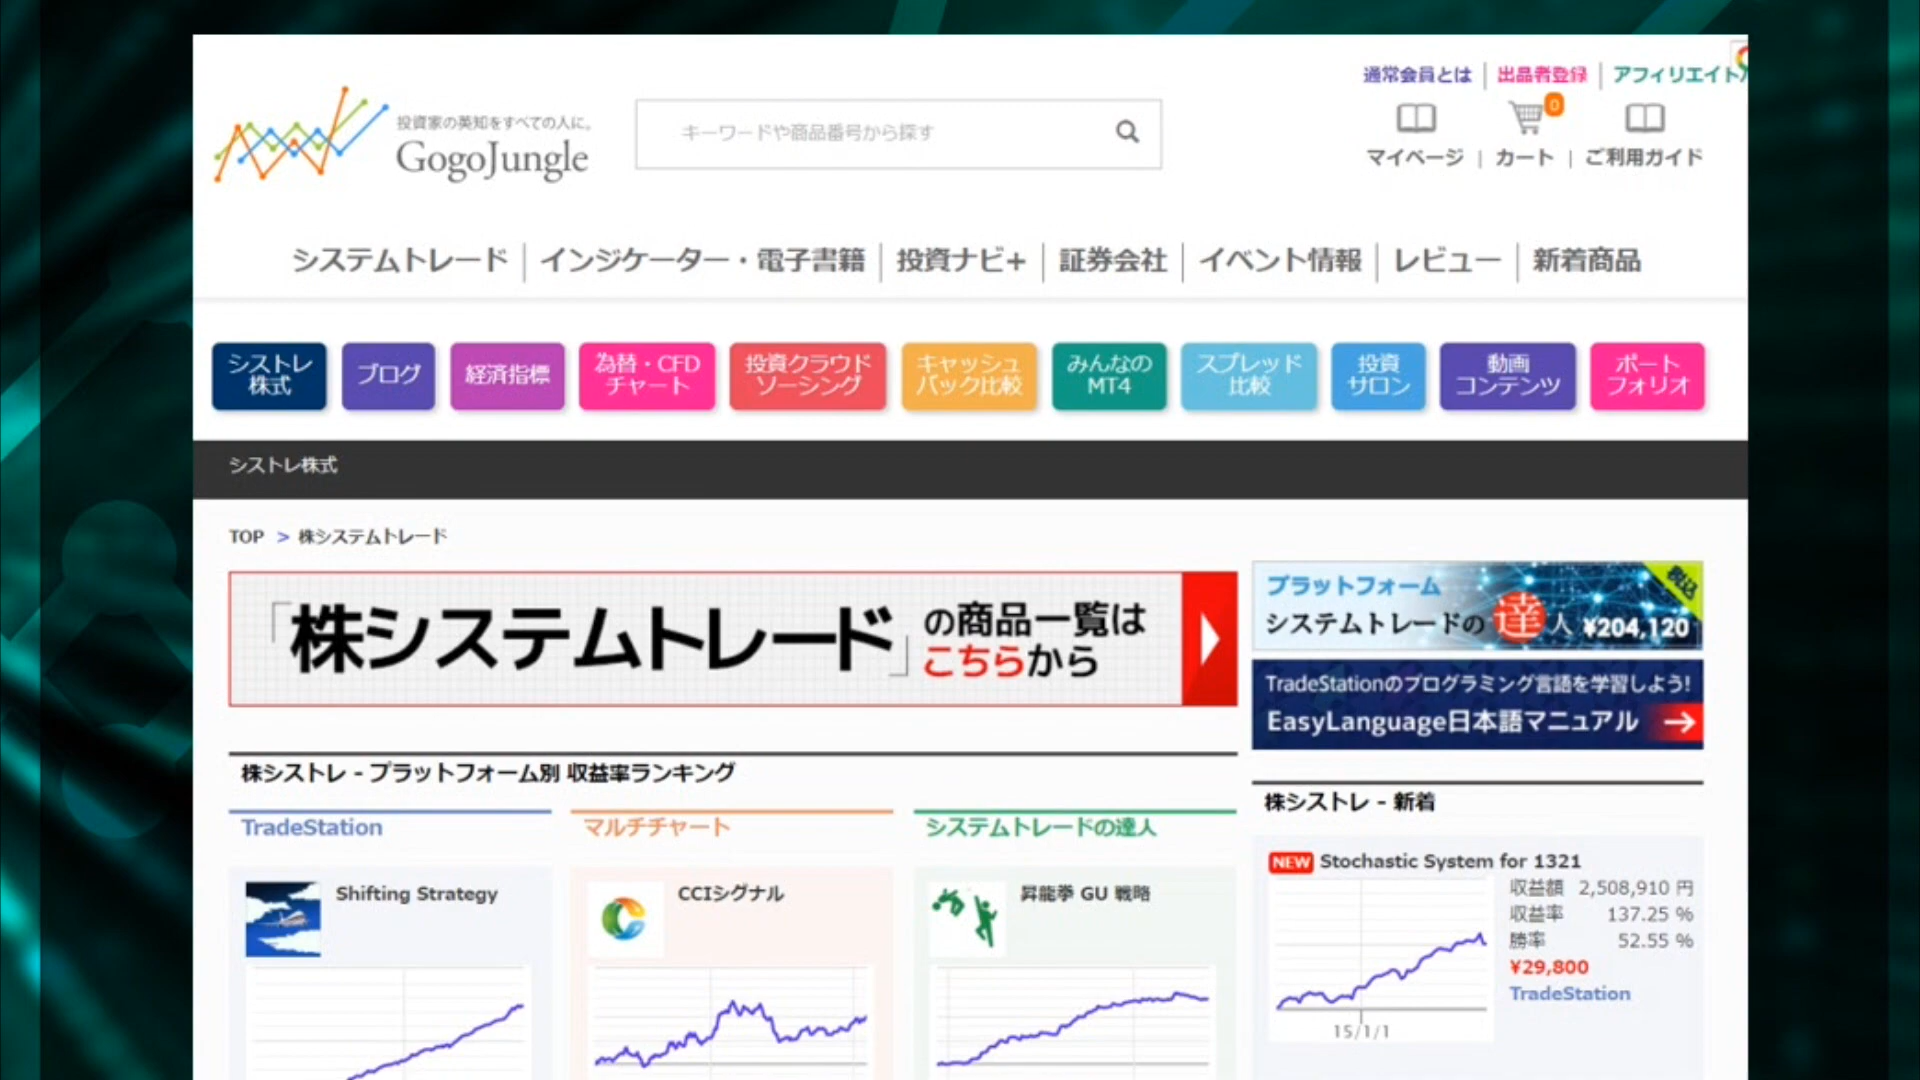 通常会員とは
出品者登録
アフィリエイト
投資家の英知をすべての人に。
GogoJungle
キーワードや商品番号から探す
0
マイページ | カート | ご利用ガイド
システムトレード
インジケーター・電子書籍
投資ナビ+
証券会社
イベント情報
レビュー
新着商品
シストレ
株式
ブログ
経済指標
為替・CFD
チャート
投資クラウド
ソーシング
キャッシュ
バック比較
みんなの
MT4
スプレッド
比較
投資
サロン
動画
コンテンツ
ポート
フォリオ
シストレ株式
TOP > 株システムトレード
「株システムトレード」の商品一覧は
こちらから
プラットフォーム
システムトレードの達人 ¥204,120
税込
TradeStationのプログラミング言語を学習しよう!
EasyLanguage日本語マニュアル
株シストレ - プラットフォーム別 収益率ランキング
TradeStation
マルチチャート
システムトレードの達人
Shifting Strategy
CCIシグナル
昇龍拳 GU 戦略
株シストレ - 新着
NEW Stochastic System for 1321
収益額 2,508,910 円
収益率 137.25 %
勝率 52.55 %
¥29,800
TradeStation
15/1/1